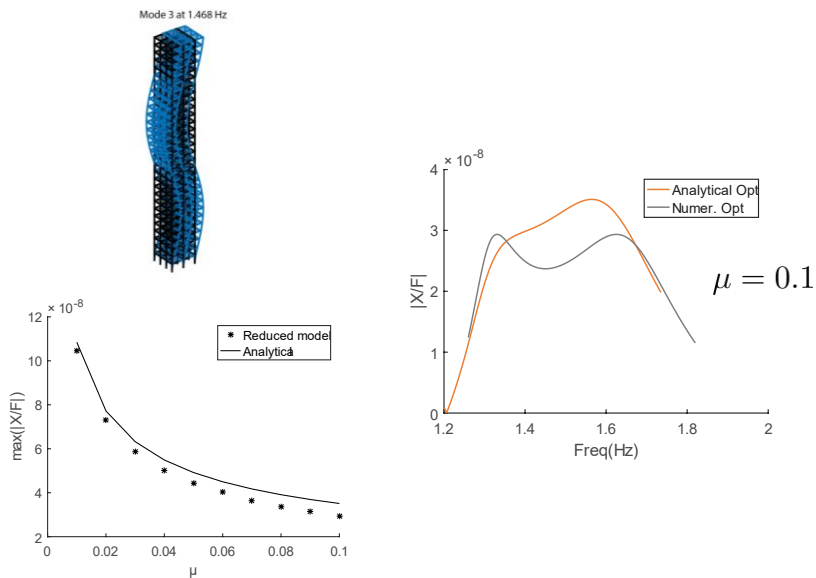 Mode 3 at 1.468 Hz
× 10⁻⁸
12
10
8
6
4
2
max(|X/F|)
0
0.02
0.04
0.06
0.08
0.1
μ
Reduced model
Analytical
× 10⁻⁸
4
3
2
1
0
|X/F|
1.2
1.4
1.6
1.8
2
Freq(Hz)
Analytical Opt
Numer. Opt
μ = 0.1